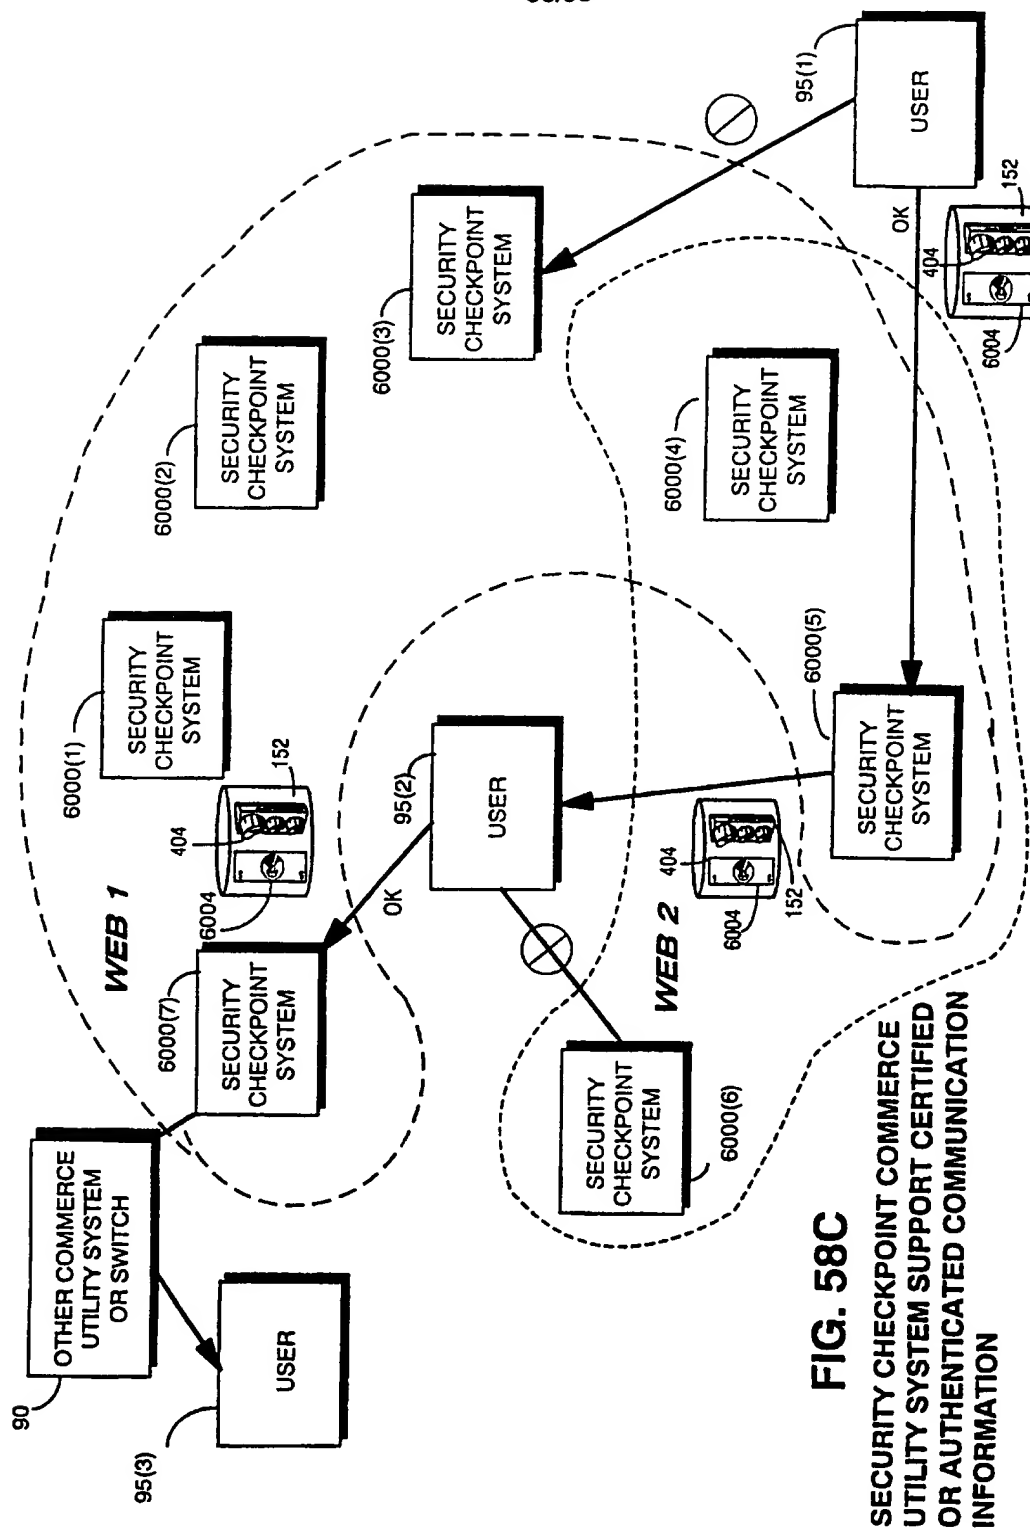 90
OTHER COMMERCE
UTILITY SYSTEM
OR SWITCH
95(3)
USER
WEB 1
6000(7)
SECURITY
CHECKPOINT
SYSTEM
6000(1)
SECURITY
CHECKPOINT
SYSTEM
6000(2)
SECURITY
CHECKPOINT
SYSTEM
6000(3)
SECURITY
CHECKPOINT
SYSTEM
6004
404
152
OK
95(2)
USER
95(1)
USER
OK
6004
404
152
WEB 2
6000(6)
SECURITY
CHECKPOINT
SYSTEM
6004
404
152
6000(5)
SECURITY
CHECKPOINT
SYSTEM
6000(4)
SECURITY
CHECKPOINT
SYSTEM
FIG. 58C
SECURITY CHECKPOINT COMMERCE
UTILITY SYSTEM SUPPORT CERTIFIED
OR AUTHENTICATED COMMUNICATION
INFORMATION